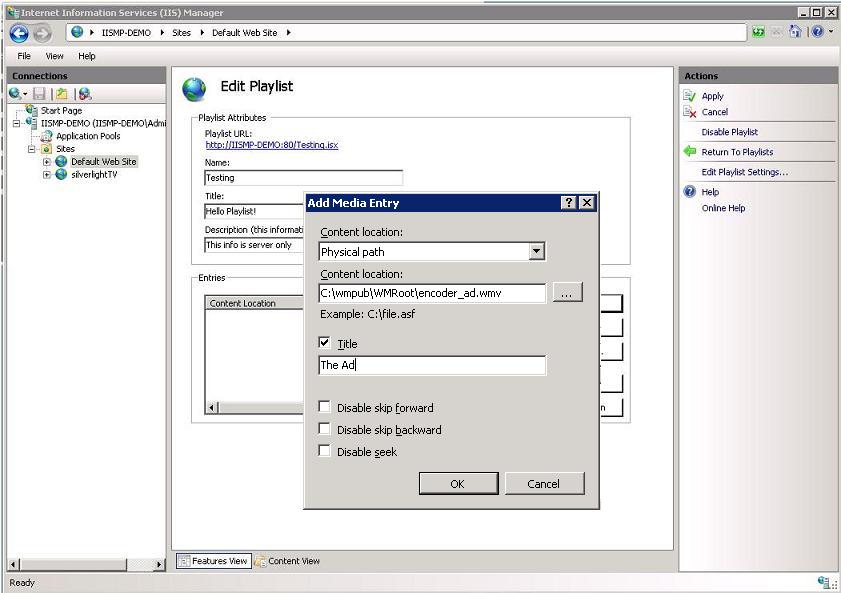 Internet Information Services (IIS) Manager
IISMP-DEMO Sites Default Web Site
File View Help
Connections
Start Page
IISMP-DEMO (IISMP-DEMO\Admi
Application Pools
Sites
Default Web Site
silverlightTV
Edit Playlist
Playlist Attributes
Playlist URL:
http://IISMP-DEMO:80/Testing.isx
Name:
Testing
Title:
Hello Playlist!
Description (this informati
This info is server only
Entries
Content Location
Add Media Entry
Content location:
Physical path
Content location:
C:\wmpub\WMRoot\encoder_ad.wmv
...
Example: C:\file.asf
Title
The Ad
Disable skip forward
Disable skip backward
Disable seek
OK Cancel
Actions
Apply
Cancel
Disable Playlist
Return To Playlists
Edit Playlist Settings...
Help
Online Help
Features View Content View
Ready